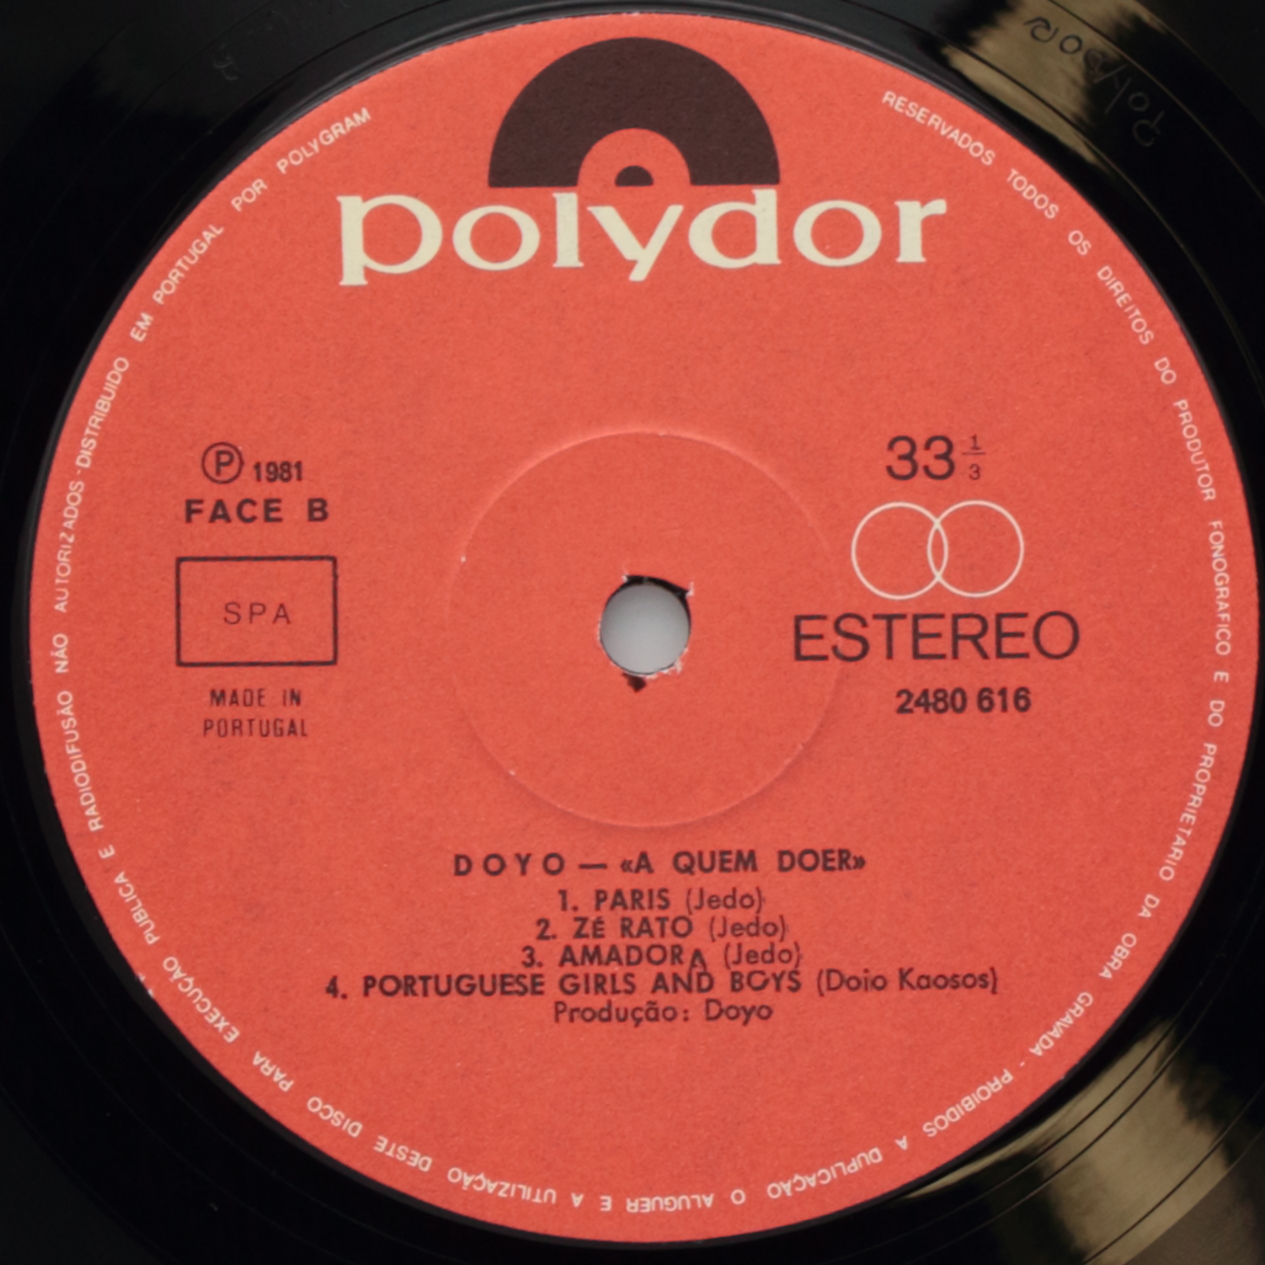 polydor
RESERVADOS TODOS OS DIREITOS DO PRODUTOR FONOGRAFICO E DO PROPRIETARIO DA OBRA GRAVADA - PROIBIDOS A DUPLICAÇÃO O ALUGUER E A UTILIZAÇÃO DESTE DISCO PARA EXECUÇÃO PUBLICA E RADIODIFUSÃO NÃO AUTORIZADOS-DISTRIBUIDO EM PORTUGAL POR POLYGRAM
Ⓟ 1981
FACE B
SPA
MADE IN
PORTUGAL
33 1/3
ESTEREO
2480 616
DOYO — «A QUEM DOER»
1. PARIS (Jedo)
2. ZÉ RATO (Jedo)
3. AMADORA (Jedo)
4. PORTUGUESE GIRLS AND BOYS (Doio Kaosos)
Produção: Doyo
POLYDOR